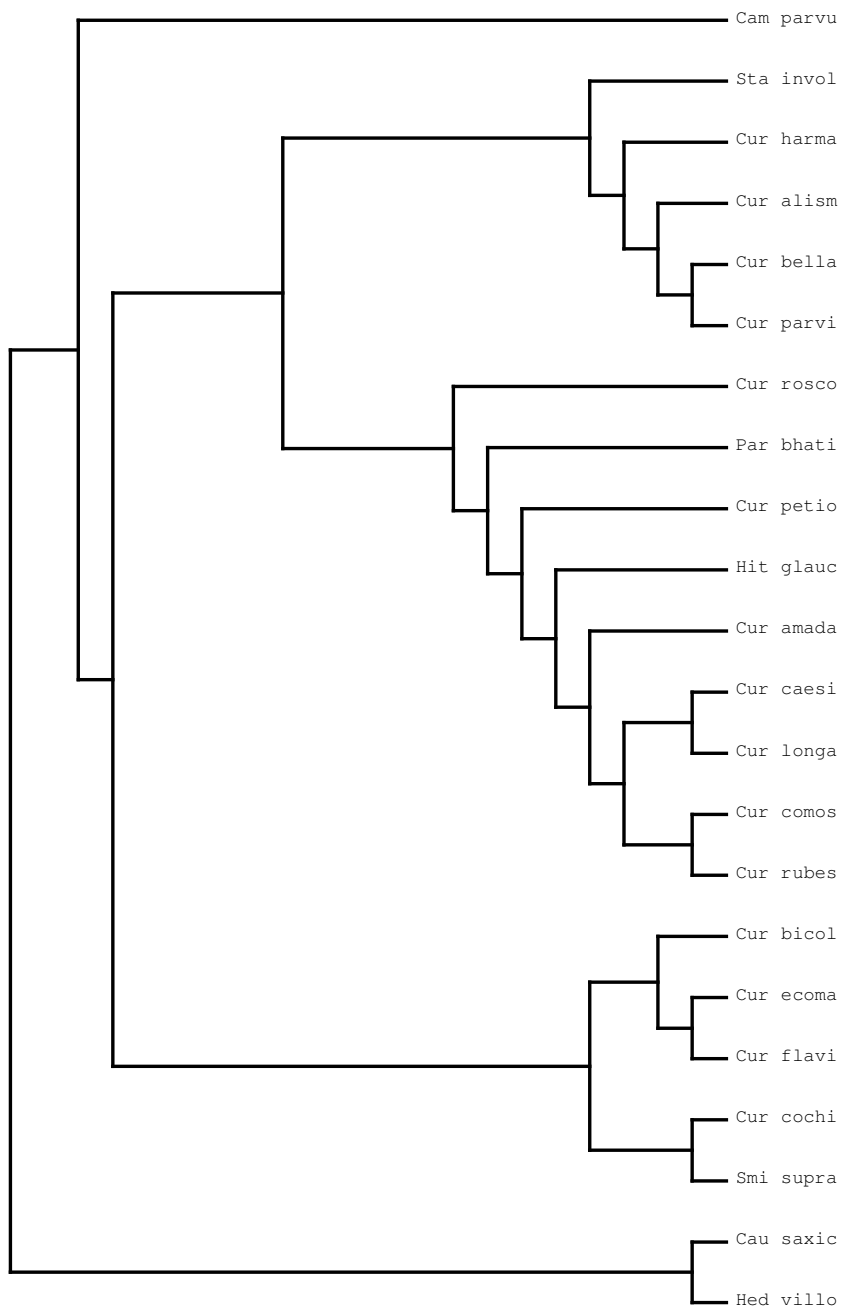 Cam parvu
Sta invol
Cur harma
Cur alism
Cur bella
Cur parvi
Cur rosco
Par bhati
Cur petio
Hit glauc
Cur amada
Cur caesi
Cur longa
Cur comos
Cur rubes
Cur bicol
Cur ecoma
Cur flavi
Cur cochi
Smi supra
Cau saxic
Hed villo